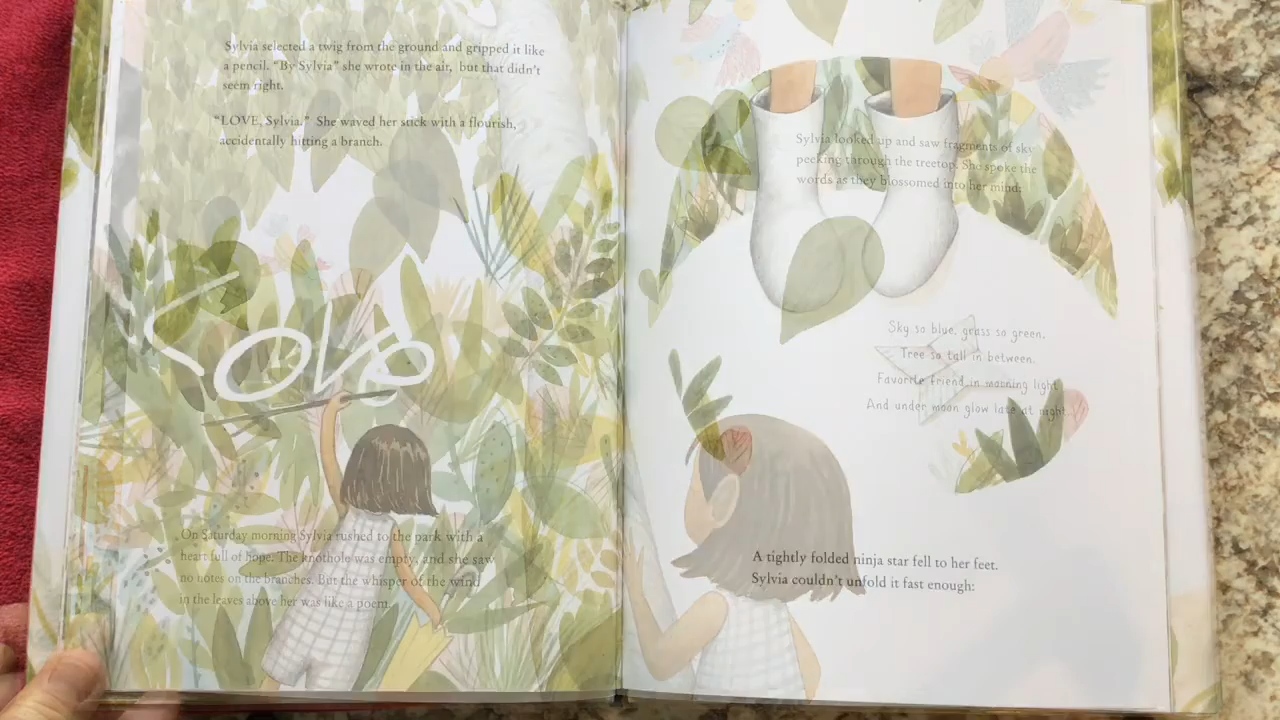 Sylvia selected a twig from the ground and gripped it like
a pencil. “By Sylvia” she wrote in the air, but that didn’t
seem right.
“LOVE, Sylvia.” She waved her stick with a flourish,
accidentally hitting a branch.
Love
On Saturday morning Sylvia rushed to the park with a
heart full of hope. The knothole was empty, and she saw
no notes on the branches. But the whisper of the wind
in the leaves above her was like a poem.
Sylvia looked up and saw fragments of sky
peeking through the treetop. She spoke the
words as they blossomed into her mind:
Sky so blue, grass so green.
Tree so tall in between.
Favorite friend in morning light
And under moon glow late at night...
A tightly folded ninja star fell to her feet.
Sylvia couldn’t unfold it fast enough: